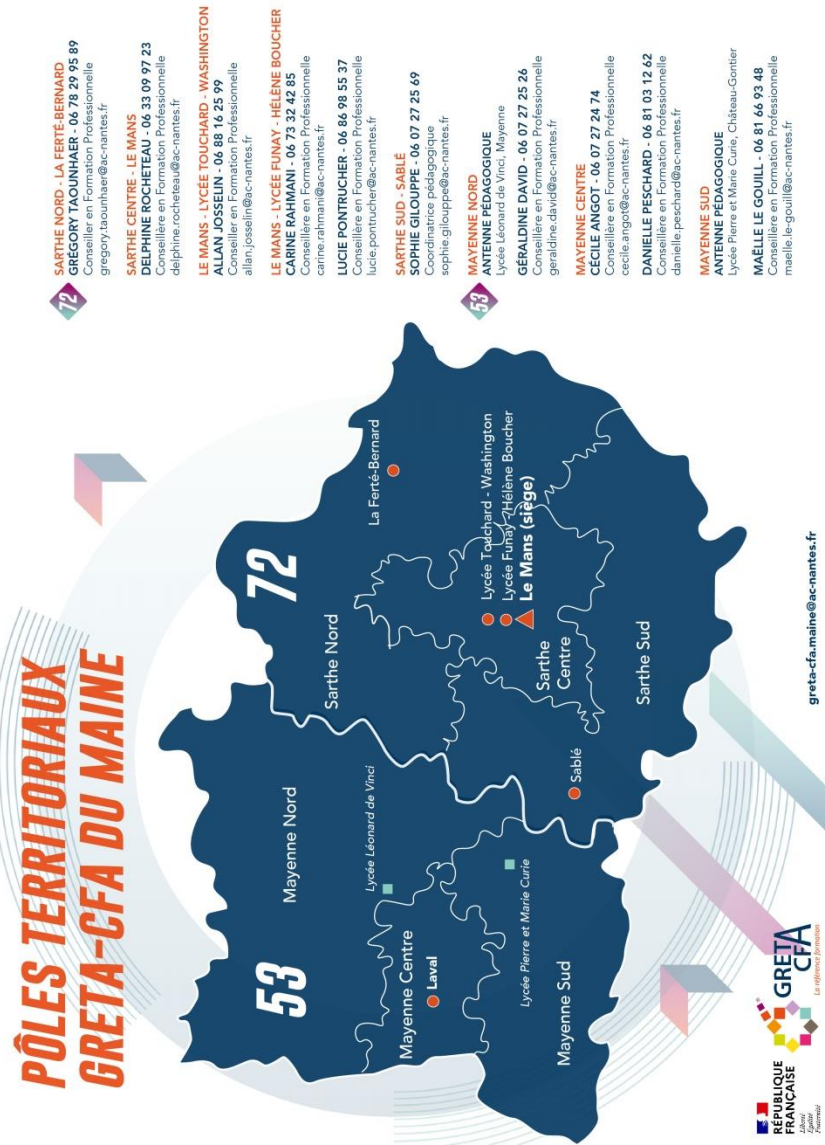 PÔLES TERRITORIAUX
GRETA-CFA DU MAINE
53
72
Mayenne Nord
Lycée Léonard de Vinci
Mayenne Centre
Laval
Lycée Pierre et Marie Curie
Mayenne Sud
Sarthe Nord
La Ferté-Bernard
Lycée Touchard - Washington
Lycée Funay - Hélène Boucher
Le Mans (siège)
Sarthe
Centre
Sablé
Sarthe Sud
72
SARTHE NORD - LA FERTÉ-BERNARD
GRÉGORY TAOUNHAER - 06 78 29 95 89
Conseiller en Formation Professionnelle
gregory.taounhaer@ac-nantes.fr
SARTHE CENTRE - LE MANS
DELPHINE ROCHETEAU - 06 33 09 97 23
Conseillère en Formation Professionnelle
delphine.rocheteau@ac-nantes.fr
LE MANS - LYCÉE TOUCHARD - WASHINGTON
ALLAN JOSSELIN - 06 88 16 25 99
Conseiller en Formation Professionnelle
allan.josselin@ac-nantes.fr
LE MANS - LYCÉE FUNAY - HÉLÈNE BOUCHER
CARINE RAHMANI - 06 73 32 42 85
Conseillère en Formation Professionnelle
carine.rahmani@ac-nantes.fr
LUCIE PONTRUCHER - 06 86 98 55 37
Conseillère en Formation Professionnelle
lucie.pontrucher@ac-nantes.fr
SARTHE SUD - SABLÉ
SOPHIE GILOUPPE - 06 07 27 25 69
Coordinatrice pédagogique
sophie.gilouppe@ac-nantes.fr
53
MAYENNE NORD
ANTENNE PÉDAGOGIQUE
Lycée Léonard de Vinci, Mayenne
GÉRALDINE DAVID - 06 07 27 25 26
Conseillère en Formation Professionnelle
geraldine.david@ac-nantes.fr
MAYENNE CENTRE
CÉCILE ANGOT - 06 07 27 24 74
Conseillère en Formation Professionnelle
cecile.angot@ac-nantes.fr
DANIELLE PESCHARD - 06 81 03 12 62
Conseillère en Formation Professionnelle
danielle.peschard@ac-nantes.fr
MAYENNE SUD
ANTENNE PÉDAGOGIQUE
Lycée Pierre et Marie Curie, Château-Gontier
MAËLLE LE GOUILL - 06 81 66 93 48
Conseillère en Formation Professionnelle
maelle.le-gouill@ac-nantes.fr
RÉPUBLIQUE
FRANÇAISE
Liberté
Égalité
Fraternité
GRETA
CFA
La référence formation
greta-cfa.maine@ac-nantes.fr